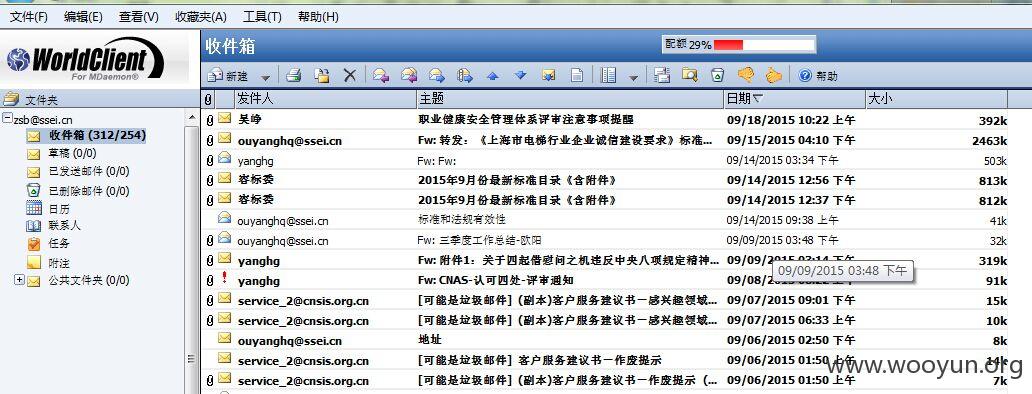 文件(F) 编辑(E) 查看(V) 收藏夹(A) 工具(T) 帮助(H)
WorldClient
For MDaemon®
收件箱
配额 29%
新建
帮助
文件夹
发件人 主题 日期 大小
zsb@ssei.cn
收件箱 (312/254)
草稿 (0/0)
已发送邮件 (0/0)
已删除邮件 (0/0)
日历
联系人
任务
附注
公共文件夹 (0/0)
吴峥 职业健康安全管理体系评审注意事项提醒 09/18/2015 10:22 上午 392k
ouyanghq@ssei.cn Fw: 转发：《上海市电梯行业企业诚信建设要求》标准... 09/15/2015 04:10 下午 2463k
yanghg Fw: Fw: 09/14/2015 03:34 下午 503k
容标委 2015年9月份最新标准目录《含附件》 09/14/2015 12:56 下午 813k
容标委 2015年9月份最新标准目录《含附件》 09/14/2015 12:37 下午 812k
ouyanghq@ssei.cn 标准和法规有效性 09/14/2015 09:38 上午 41k
ouyanghq@ssei.cn Fw: 三季度工作总结-欧阳 09/09/2015 03:48 下午 32k
yanghg Fw: 附件1：关于四起借慰问之机违反中央八项规定精神... 319k
09/09/2015 03:48 下午
yanghg Fw: CNAS-认可四处-评审通知 91k
service_2@cnsis.org.cn [可能是垃圾邮件] (副本)客户服务建议书－感兴趣领域... 09/07/2015 09:01 下午 15k
service_2@cnsis.org.cn [可能是垃圾邮件] (副本)客户服务建议书－感兴趣领域... 09/07/2015 06:33 上午 10k
ouyanghq@ssei.cn 地址 09/06/2015 02:50 下午 8k
service_2@cnsis.org.cn [可能是垃圾邮件] 客户服务建议书－作废提示 09/06/2015 01:50 下午 14k
service_2@cnsis.org.cn [可能是垃圾邮件] 客户服务建议书－作废提示（... 09/06/2015 01:50 下午 7k
www.wooyun.org